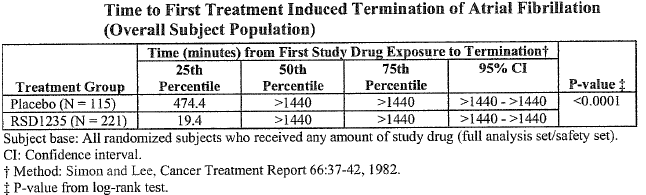 Time to First Treatment Induced Termination of Atrial Fibrillation
(Overall Subject Population)
Time (minutes) from First Study Drug Exposure to Termination†
Treatment Group 25th Percentile 50th Percentile 75th Percentile 95% CI P-value ‡
Placebo (N = 115) 474.4 >1440 >1440 >1440 - >1440 <0.0001
RSD1235 (N = 221) 19.4 >1440 >1440 >1440 - >1440
Subject base: All randomized subjects who received any amount of study drug (full analysis set/safety set).
CI: Confidence interval.
† Method: Simon and Lee, Cancer Treatment Report 66:37-42, 1982.
‡ P-value from log-rank test.